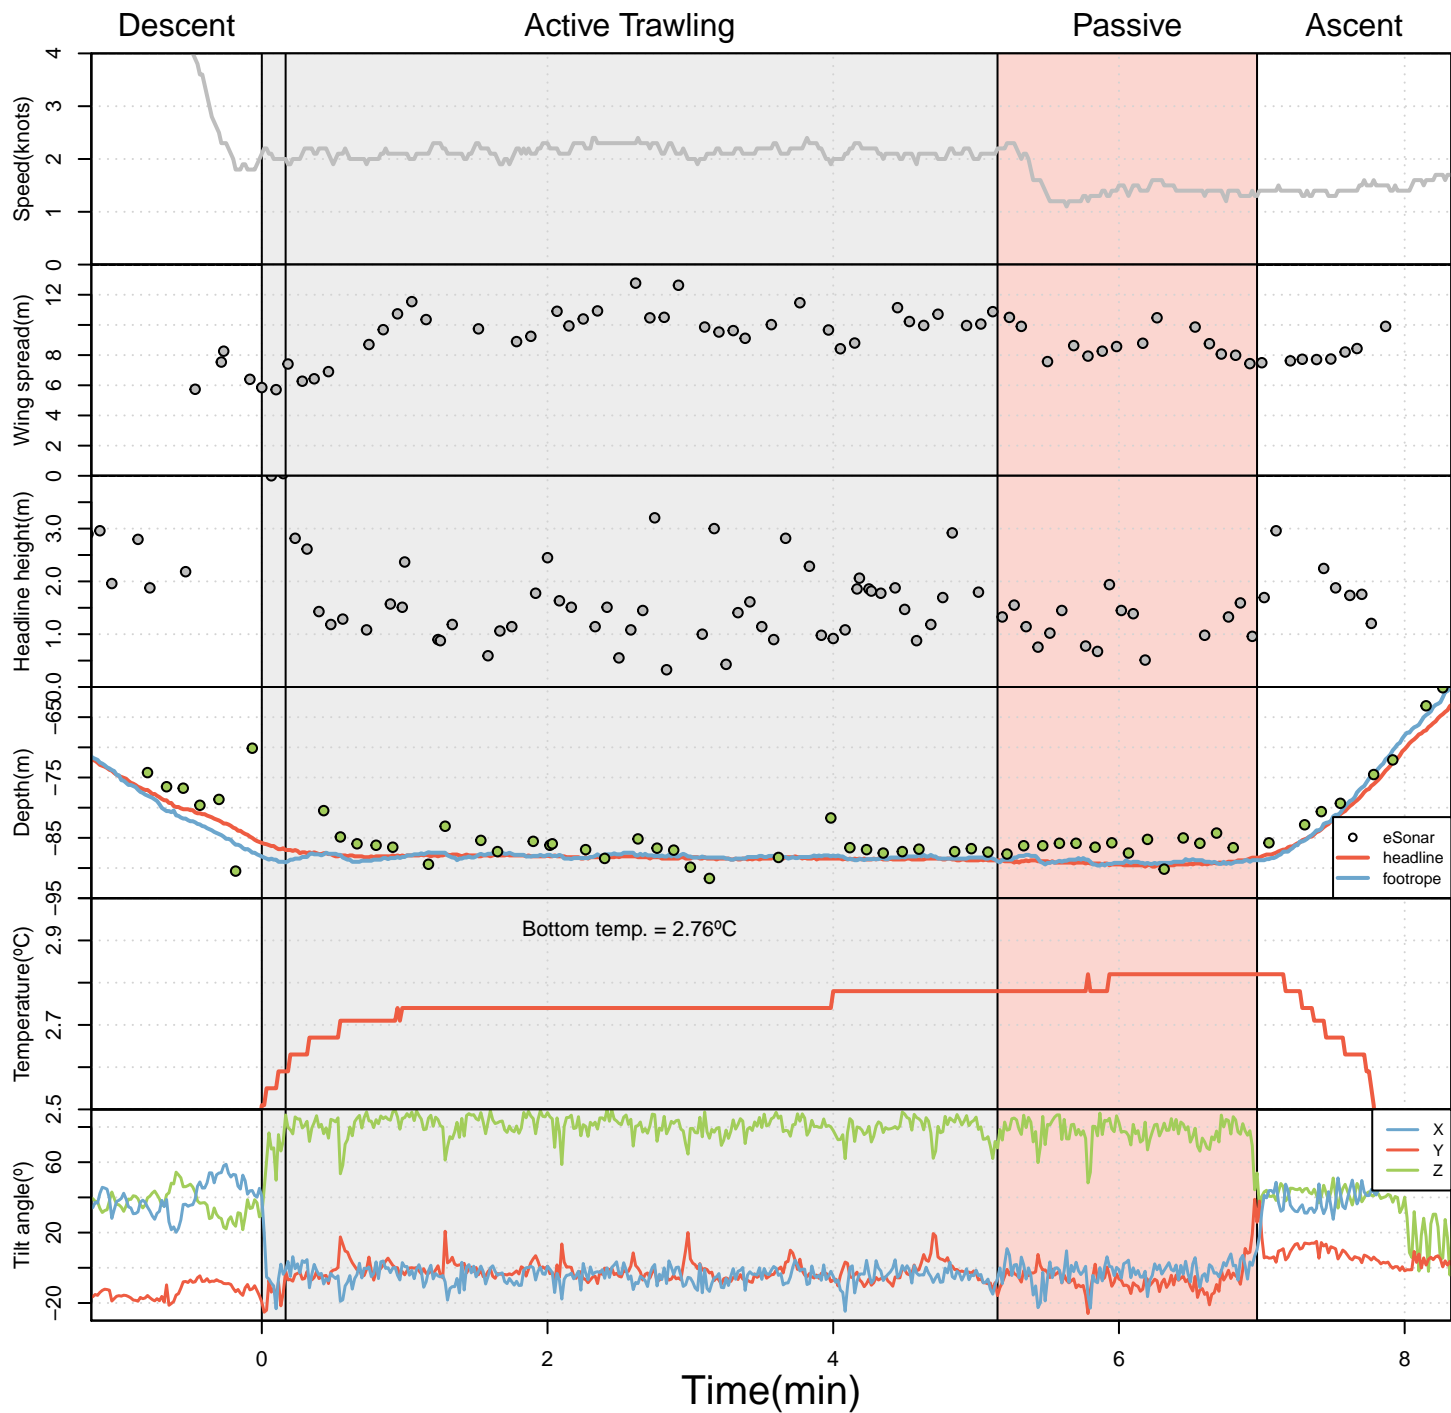 Descent Active Trawling Passive Ascent
Speed(knots)
4
3
2
1
0
Wing spread(m)
12
8
6
4
2
0
Headline height(m)
3.0
2.0
1.0
0.0
Depth(m)
−65
−75
−85
−95
eSonar
headline
footrope
Temperature(ºC)
2.9
2.7
2.5
Bottom temp. = 2.76ºC
Tilt angle(º)
60
20
−20
X
Y
Z
0 2 4 6 8
Time(min)